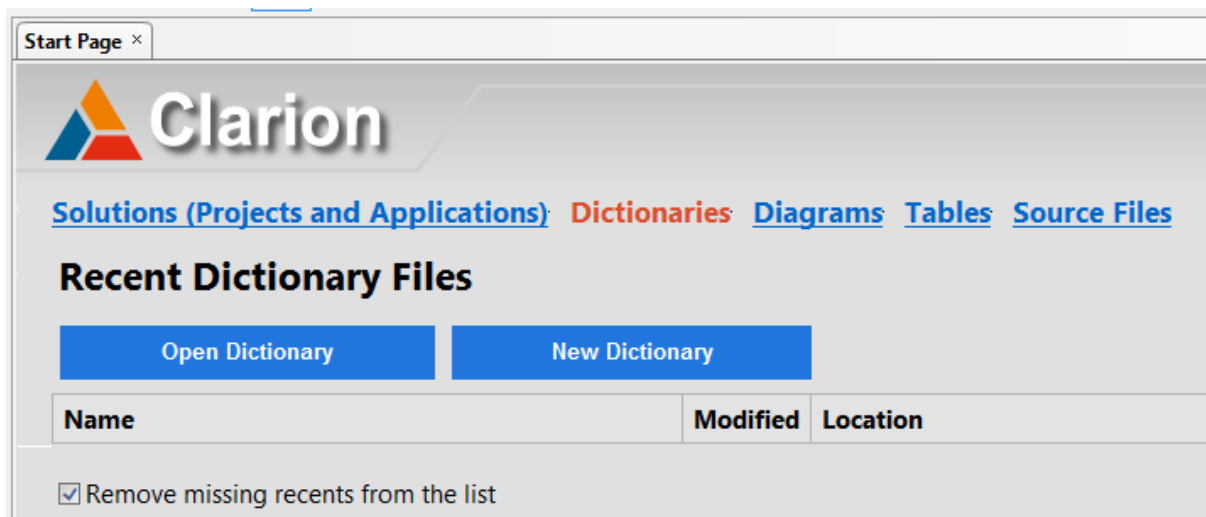 Start Page ×
Clarion
Solutions (Projects and Applications) Dictionaries Diagrams Tables Source Files
Recent Dictionary Files
Open Dictionary New Dictionary
Name Modified Location
Remove missing recents from the list